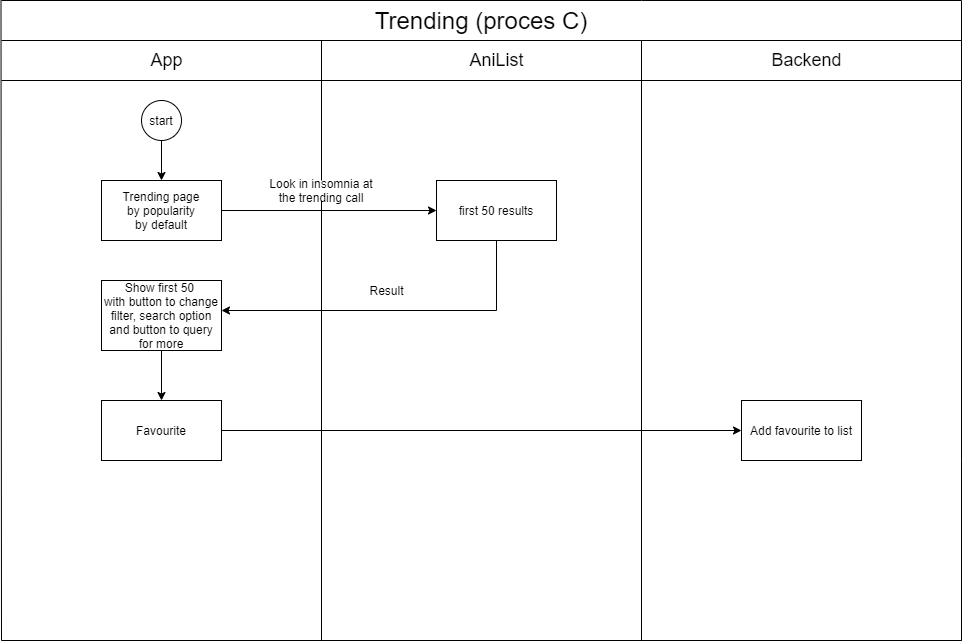 Trending (proces C)
App
AniList
Backend
start
Trending page
by popularity
by default
Look in insomnia at
the trending call
first 50 results
Result
Show first 50
with button to change
filter, search option
and button to query
for more
Favourite
Add favourite to list